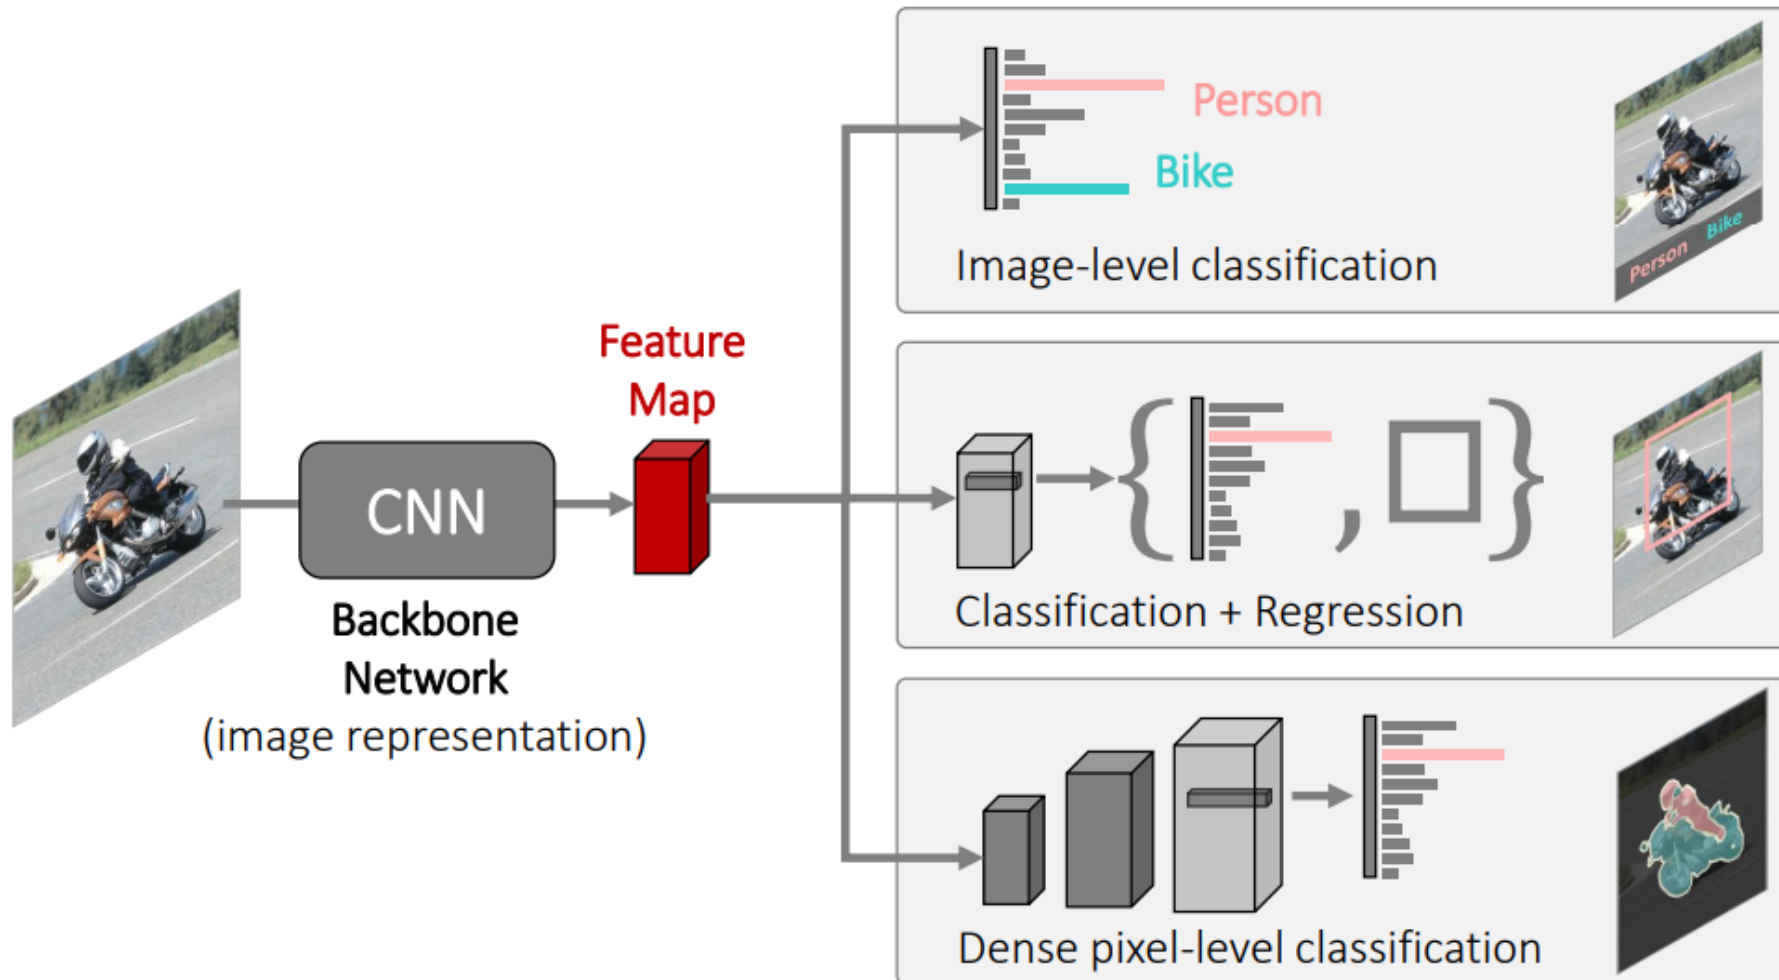 Person
Bike
Image-level classification
Person Bike
Feature
Map
CNN
Backbone
Network
(image representation)
{ , }
Classification + Regression
Dense pixel-level classification